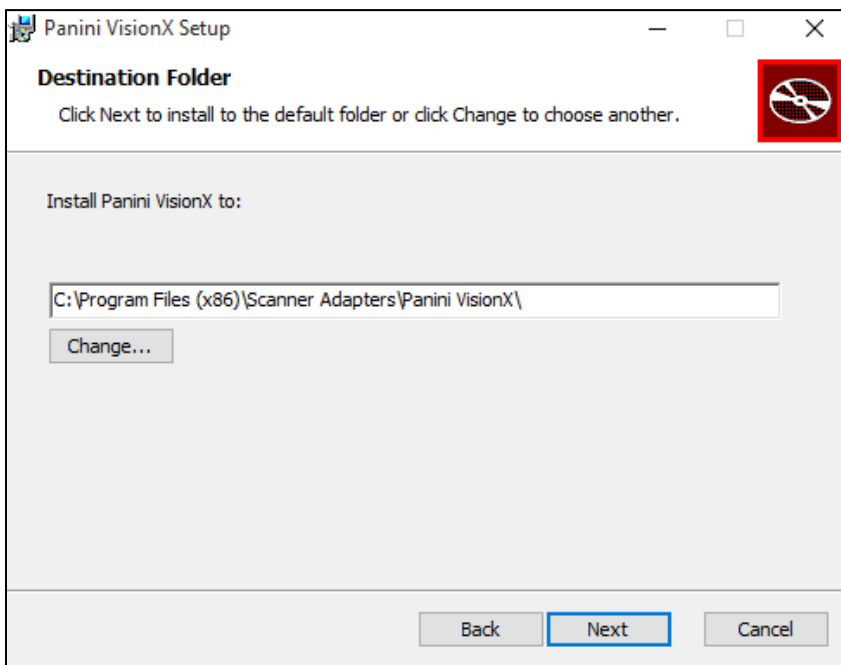 Panini VisionX Setup
Destination Folder
Click Next to install to the default folder or click Change to choose another.
Install Panini VisionX to:
C:\Program Files (x86)\Scanner Adapters\Panini VisionX\
Change...
Back
Next
Cancel